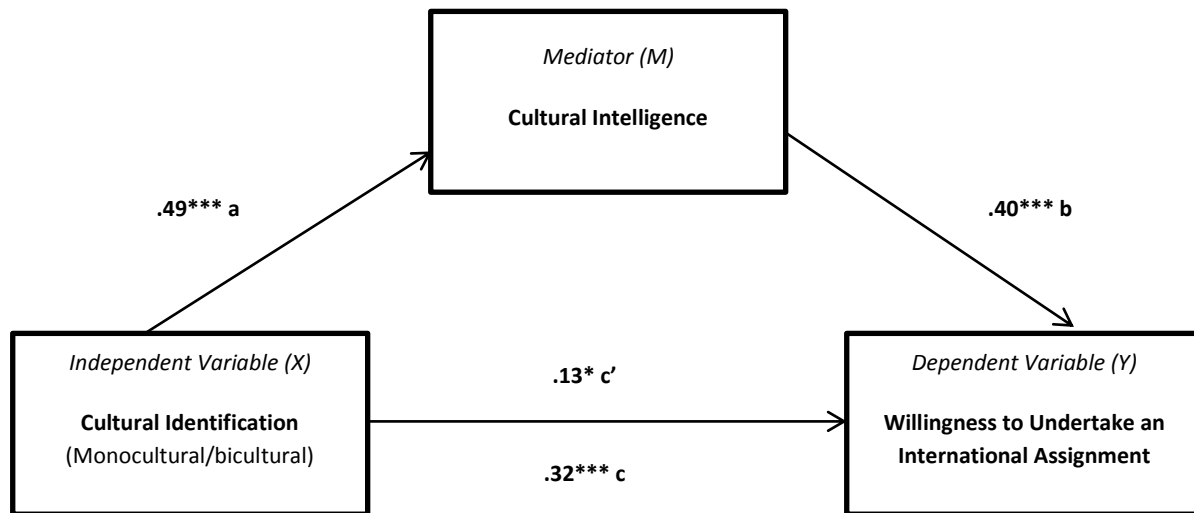 Mediator (M)
Cultural Intelligence
.49*** a
.40*** b
Independent Variable (X)
Cultural Identification
(Monocultural/bicultural)
.13* c’
.32*** c
Dependent Variable (Y)
Willingness to Undertake an
International Assignment